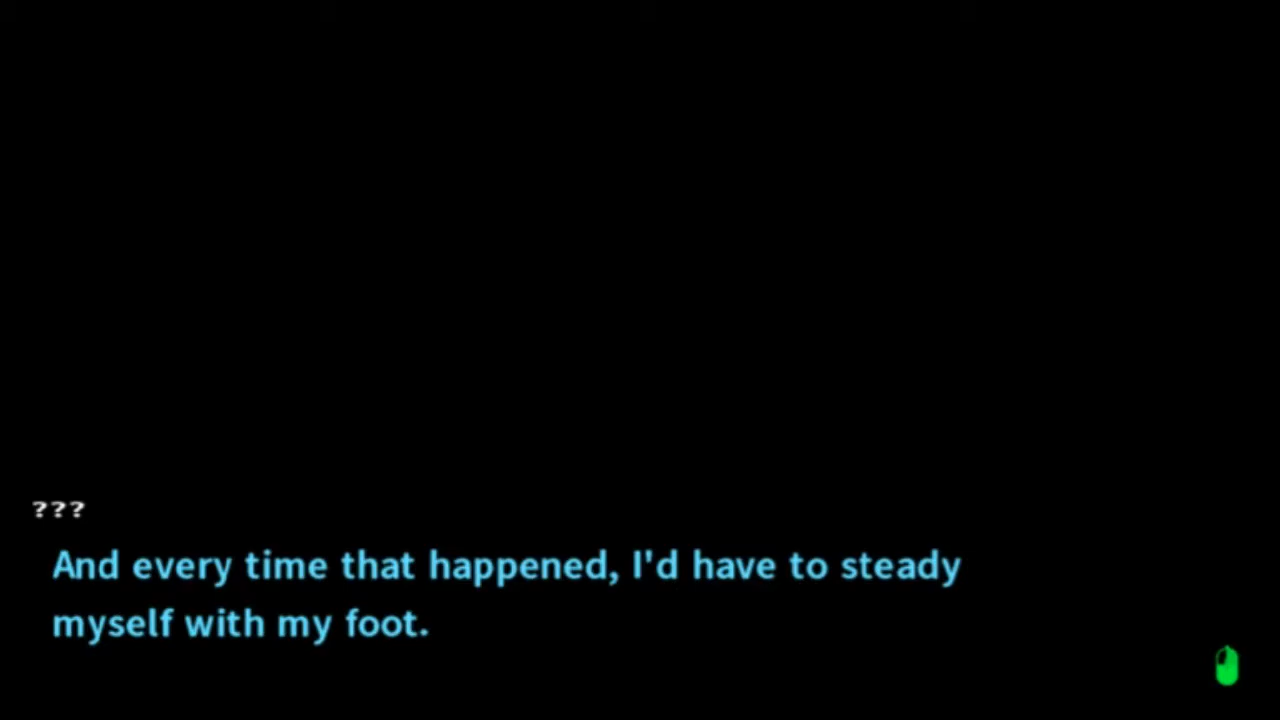 ???
And every time that happened, I'd have to steady
myself with my foot.